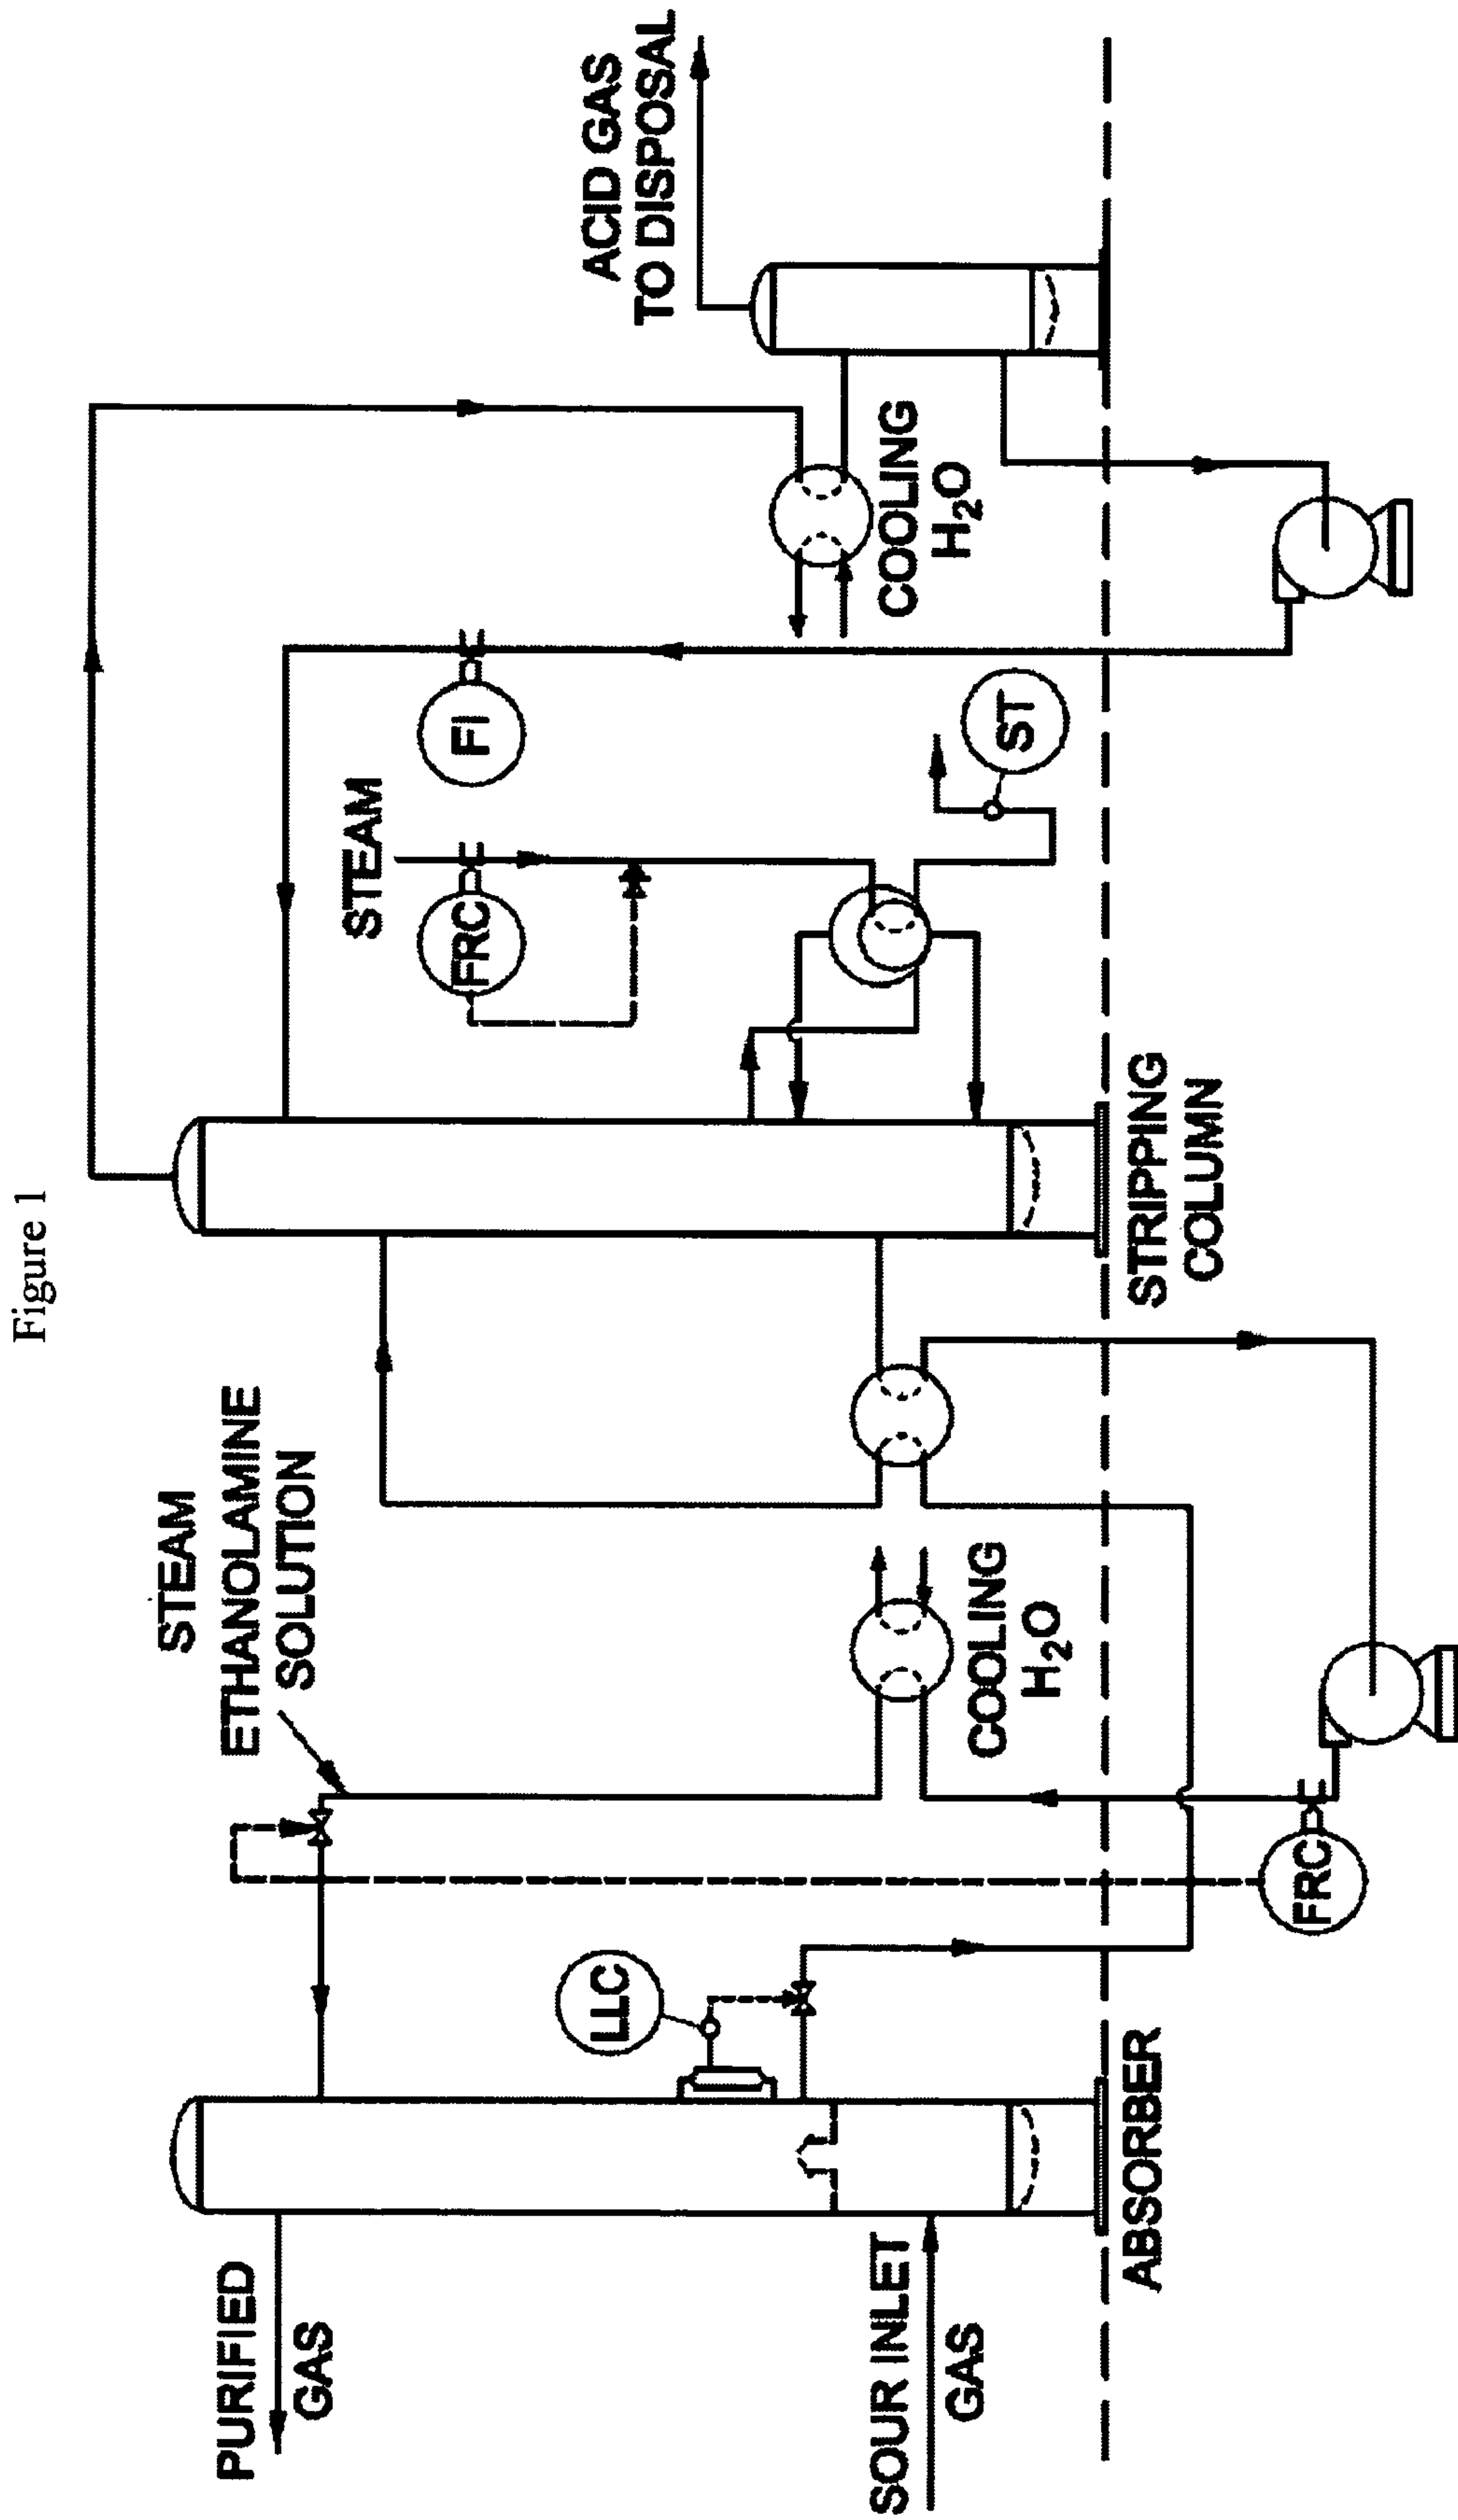 Figure 1
STEAM
ETHANOLAMINE
SOLUTION
PURIFIED
GAS
SOUR INLET
GAS
LLC
FRC
COOLING
H₂O
ABSORBER
STEAM
FRC
FI
ST
COOLING
H₂O
STRIPPING
COLUMN
ACID GAS
TO DISPOSAL